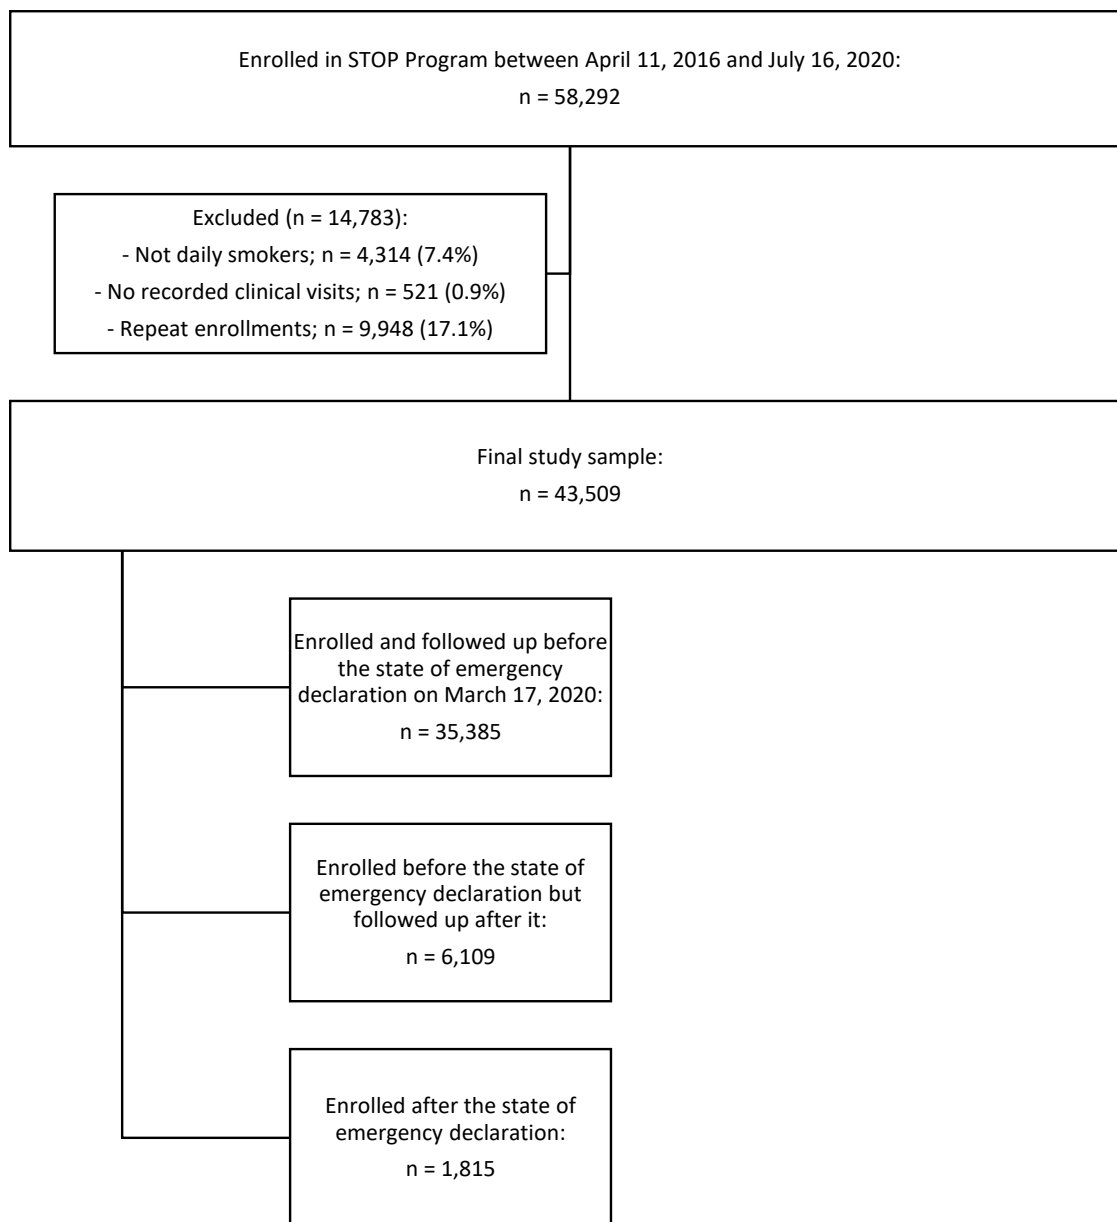 Enrolled in STOP Program between April 11, 2016 and July 16, 2020:
n = 58,292
Excluded (n = 14,783):
- Not daily smokers; n = 4,314 (7.4%)
- No recorded clinical visits; n = 521 (0.9%)
- Repeat enrollments; n = 9,948 (17.1%)
Final study sample:
n = 43,509
Enrolled and followed up before
the state of emergency
declaration on March 17, 2020:
n = 35,385
Enrolled before the state of
emergency declaration but
followed up after it:
n = 6,109
Enrolled after the state of
emergency declaration:
n = 1,815